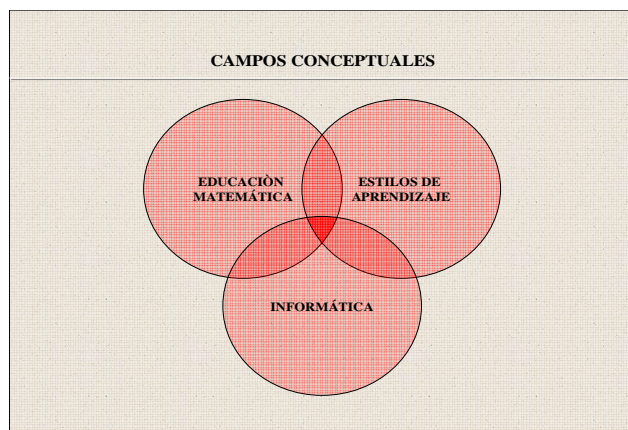 CAMPOS CONCEPTUALES
EDUCACIÒN
MATEMÁTICA
ESTILOS DE
APRENDIZAJE
INFORMÁTICA